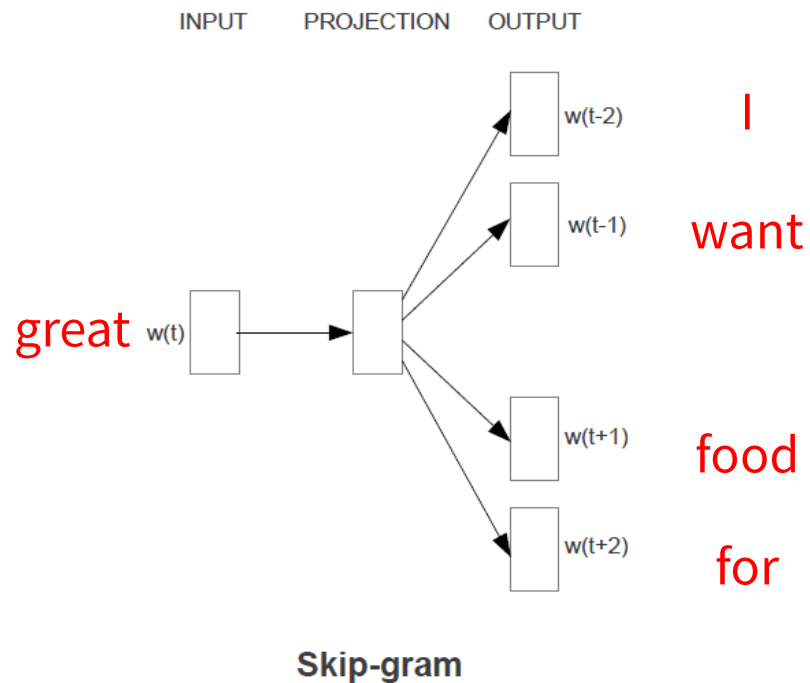 INPUT PROJECTION OUTPUT
w(t-2) I
w(t-1) want
great w(t)
w(t+1) food
w(t+2) for
Skip-gram